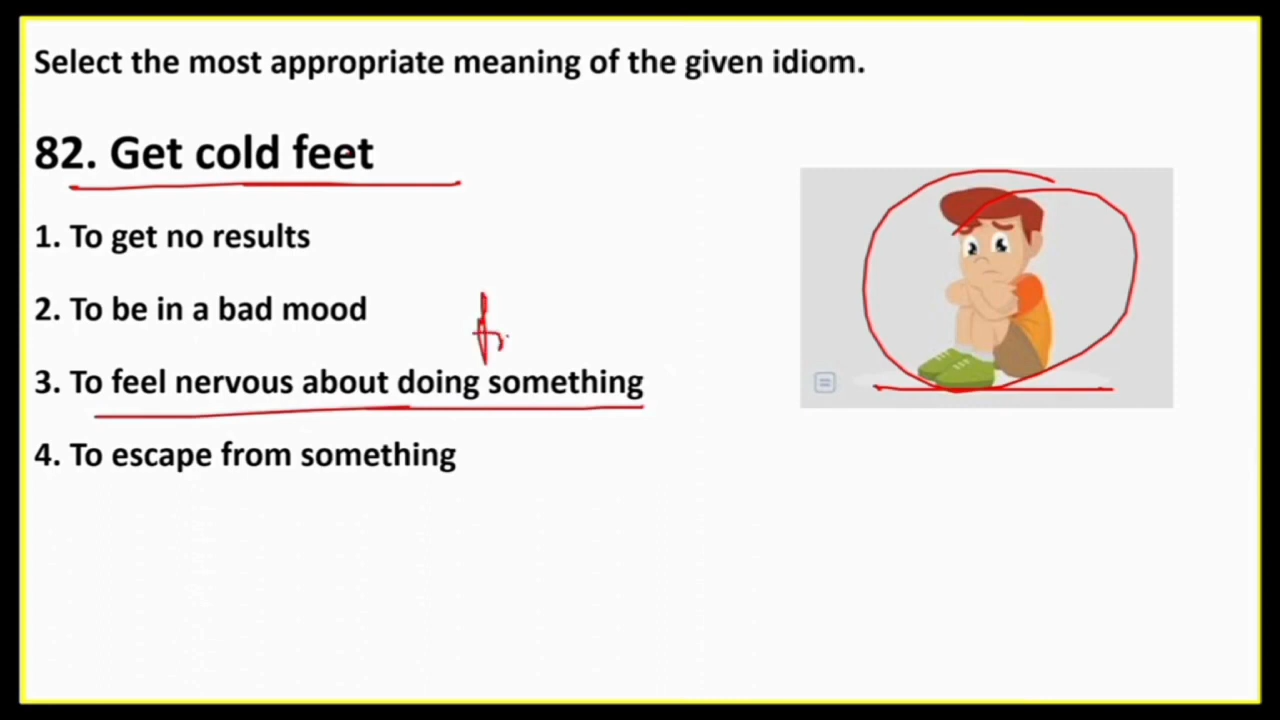 Select the most appropriate meaning of the given idiom.
82. Get cold feet
1. To get no results
2. To be in a bad mood
3. To feel nervous about doing something
4. To escape from something